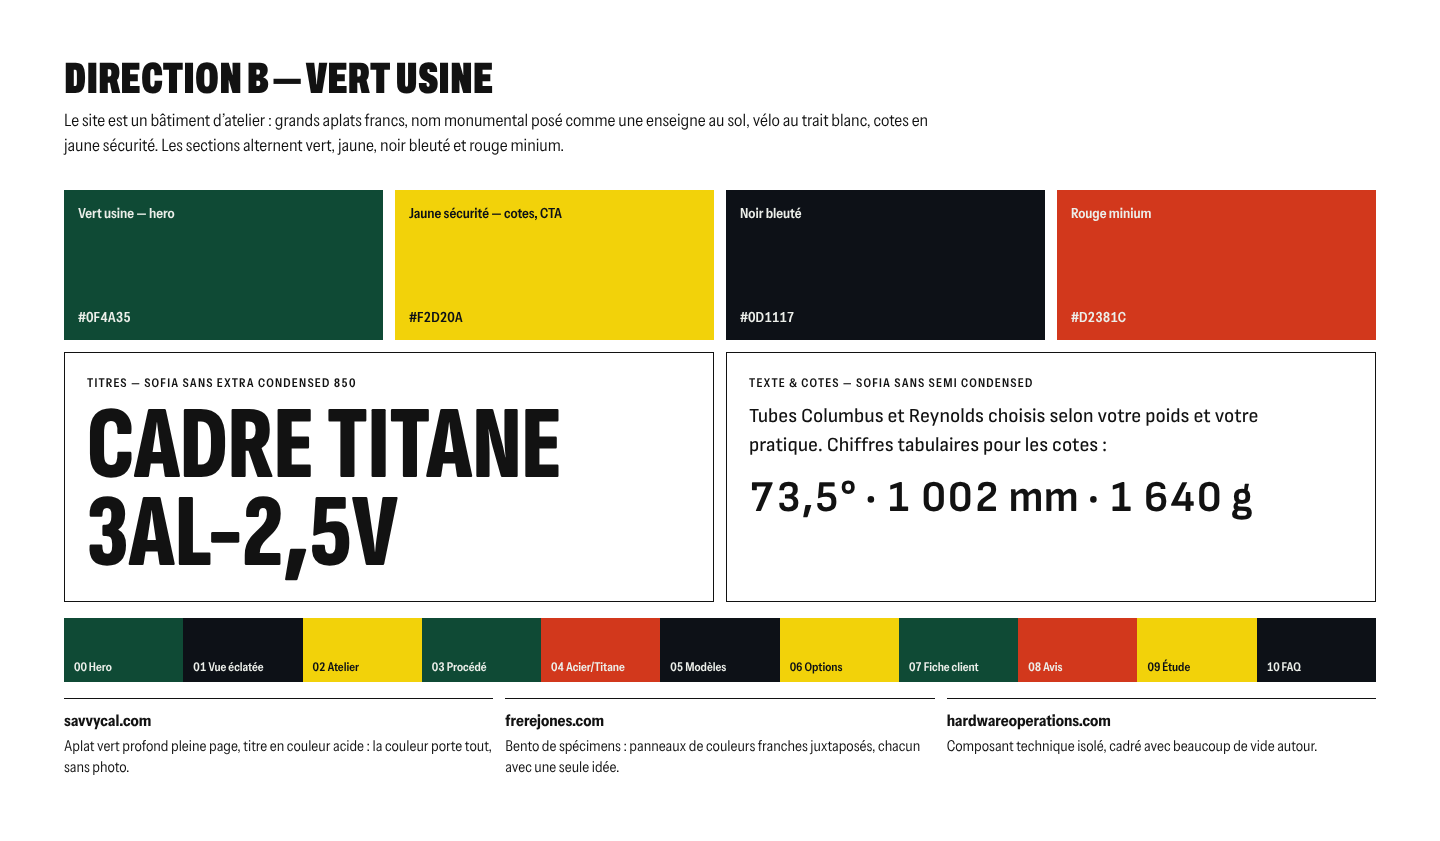 DIRECTION B — VERT USINE
Le site est un bâtiment d’atelier : grands aplats francs, nom monumental posé comme une enseigne au sol, vélo au trait blanc, cotes en
jaune sécurité. Les sections alternent vert, jaune, noir bleuté et rouge minium.
Vert usine — hero
Jaune sécurité — cotes, CTA
Noir bleuté
Rouge minium
#0F4A35
#F2D20A
#0D1117
#D2381C
TITRES — SOFIA SANS EXTRA CONDENSED 850
CADRE TITANE
3AL-2,5V
TEXTE & COTES — SOFIA SANS SEMI CONDENSED
Tubes Columbus et Reynolds choisis selon votre poids et votre
pratique. Chiffres tabulaires pour les cotes :
73,5° · 1 002 mm · 1 640 g
00 Hero
01 Vue éclatée
02 Atelier
03 Procédé
04 Acier/Titane
05 Modèles
06 Options
07 Fiche client
08 Avis
09 Étude
10 FAQ
savvycal.com
Aplat vert profond pleine page, titre en couleur acide : la couleur porte tout,
sans photo.
frerejones.com
Bento de spécimens : panneaux de couleurs franches juxtaposés, chacun
avec une seule idée.
hardwareoperations.com
Composant technique isolé, cadré avec beaucoup de vide autour.